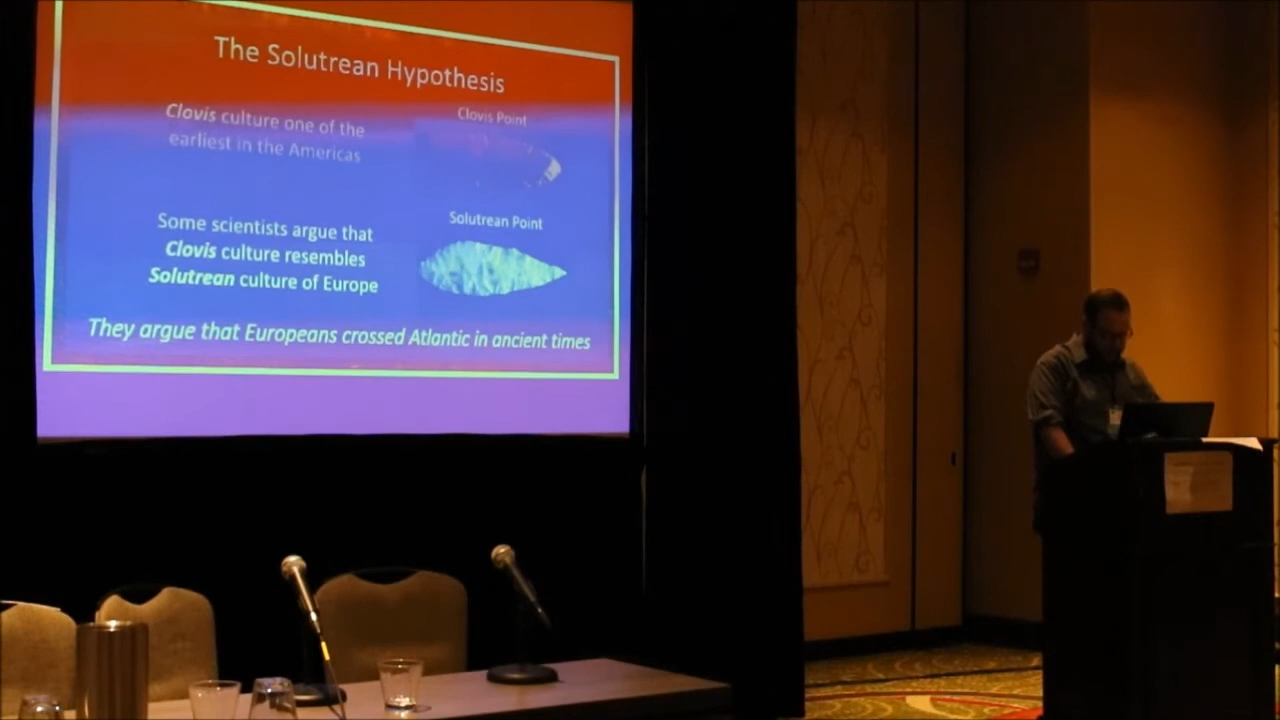 The Solutrean Hypothesis
Clovis culture one of the
earliest in the Americas
Clovis Point
Some scientists argue that
Clovis culture resembles
Solutrean culture of Europe
Solutrean Point
They argue that Europeans crossed Atlantic in ancient times